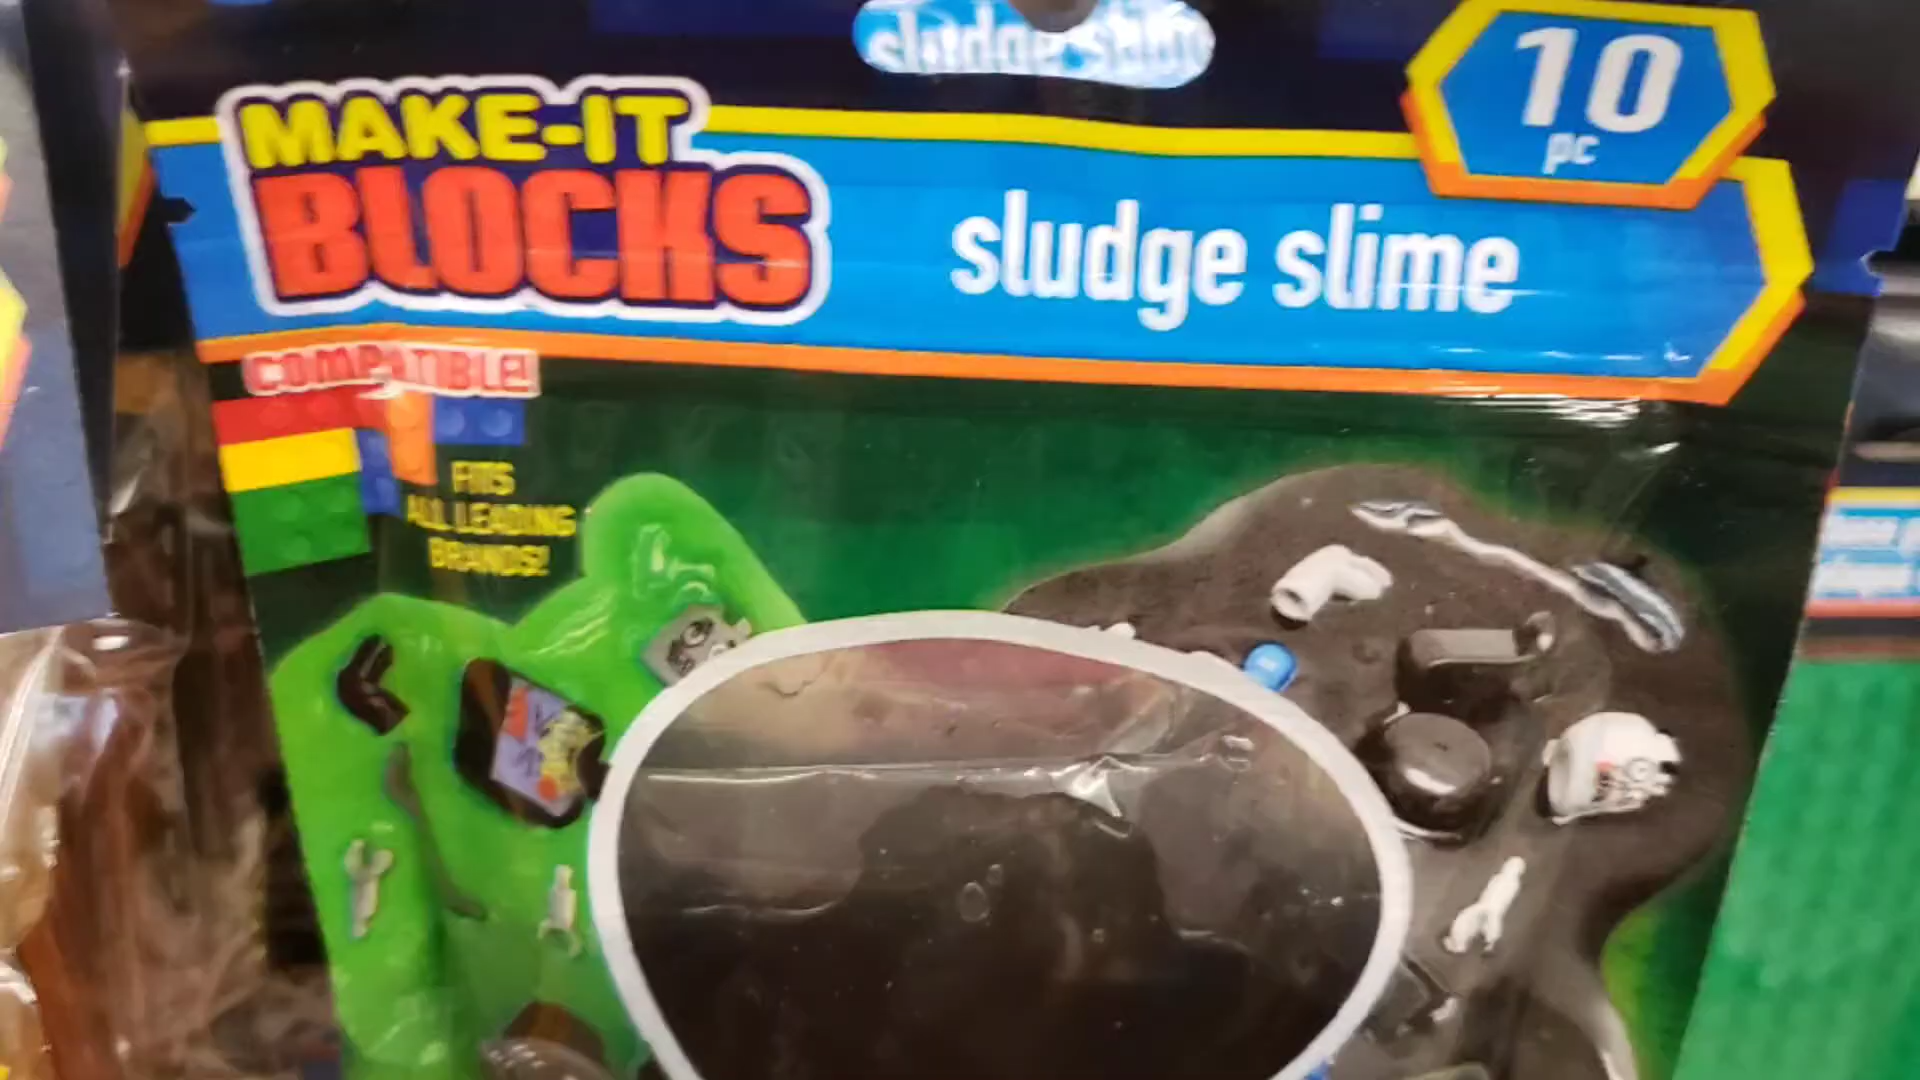 sludge slime
10
pc
MAKE-IT
BLOCKS
sludge slime
COMPATIBLE!
FITS
ALL LEADING
BRANDS!